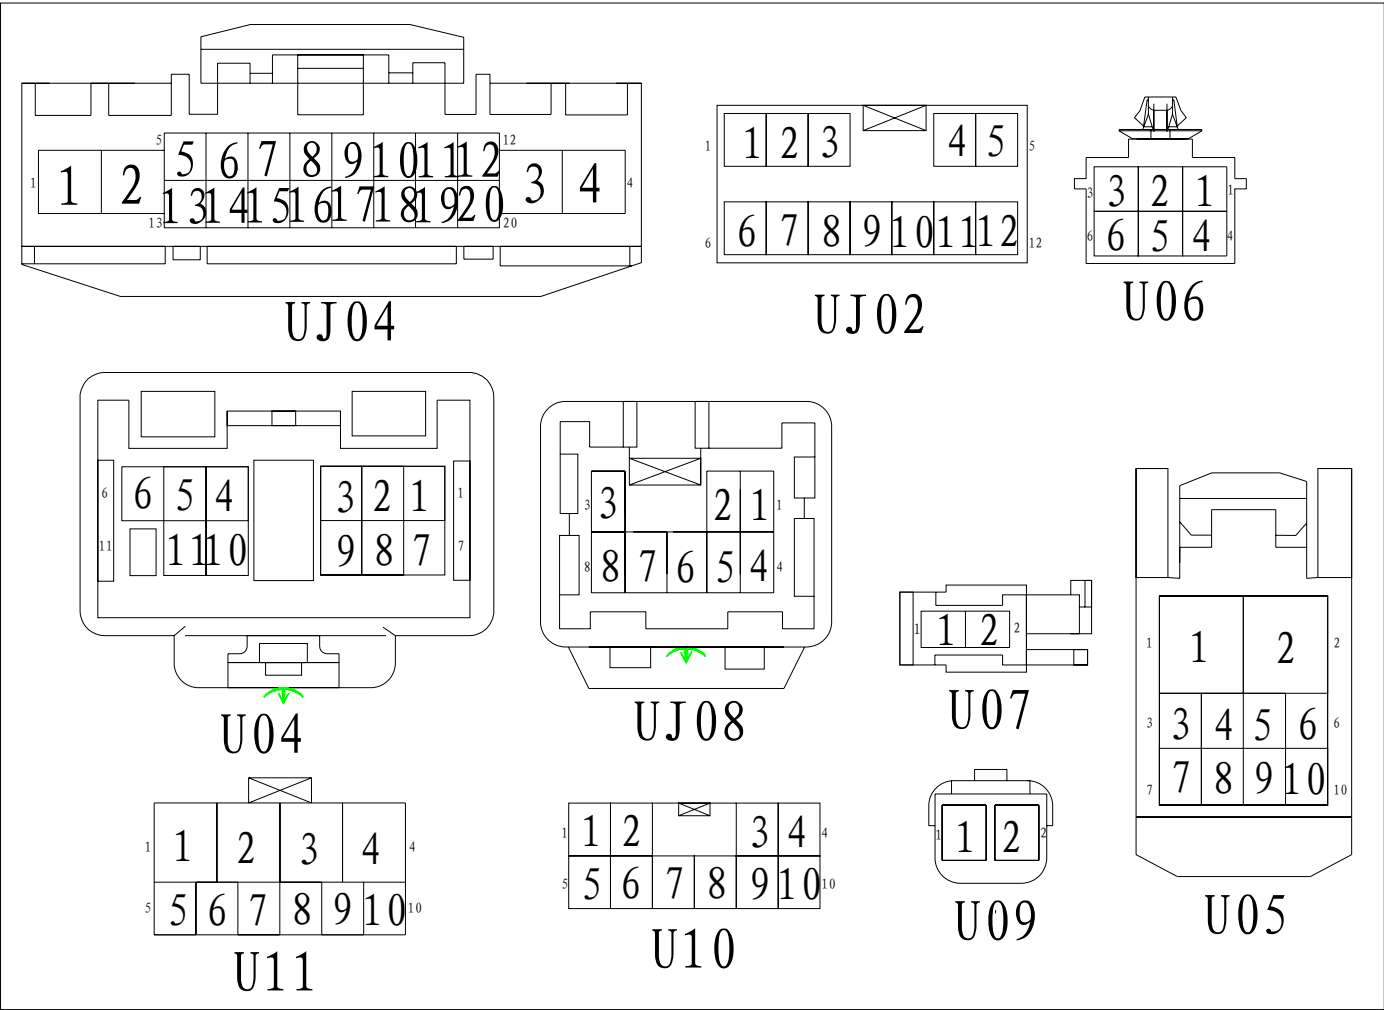 5 12
5 6 7 8 9 10 11 12
1 1 2 3 4 4
13 14 15 16 17 18 19 20
13 20
UJ04
1 1 2 3 4 5 5
6 6 7 8 9 10 11 12 12
UJ02
3 3 2 1 1
6 6 5 4 4
U06
6 6 5 4 3 2 1 1
11 11 10 9 8 7 7
U04
3 3 2 1 1
8 8 7 6 5 4 4
UJ08
1 1 2 2
U07
1 1 2 2
3 3 4 5 6 6
7 7 8 9 10 10
U05
1 1 2 3 4 4
5 5 6 7 8 9 10 10
U11
1 1 2 3 4 4
5 5 6 7 8 9 10 10
U10
1 1 2 2
U09